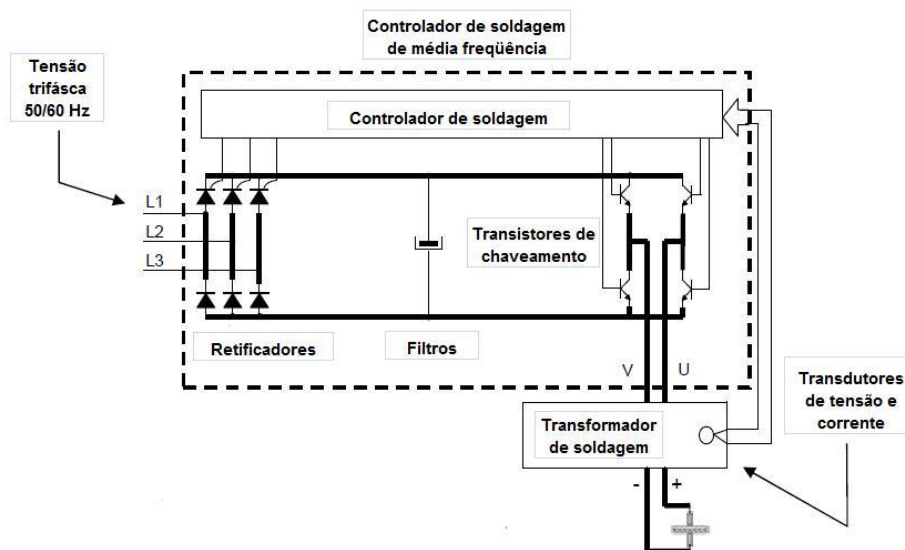 Controlador de soldagem
de média freqüência
Tensão
trifásca
50/60 Hz
Controlador de soldagem
L1
L2
L3
Transistores de
chaveamento
Retificadores
Filtros
V
U
Transdutores
de tensão e
corrente
Transformador
de soldagem
-
+